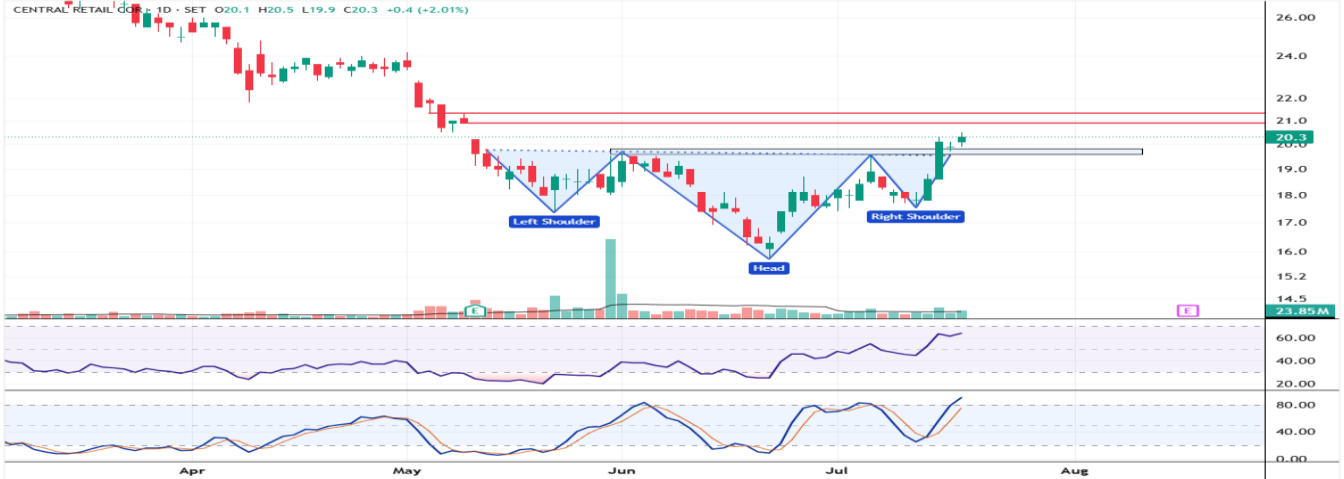 CENTRAL RETAIL COR · 1D · SET O20.1 H20.5 L19.9 C20.3 +0.4 (+2.01%)
26.00
24.0
22.0
21.0
20.3
20.0
19.0
18.0
17.0
16.0
15.2
14.5
Left Shoulder
Right Shoulder
Head
E
E
23.85M
60.00
40.00
20.00
80.00
40.00
0.00
Apr
May
Jun
Jul
Aug